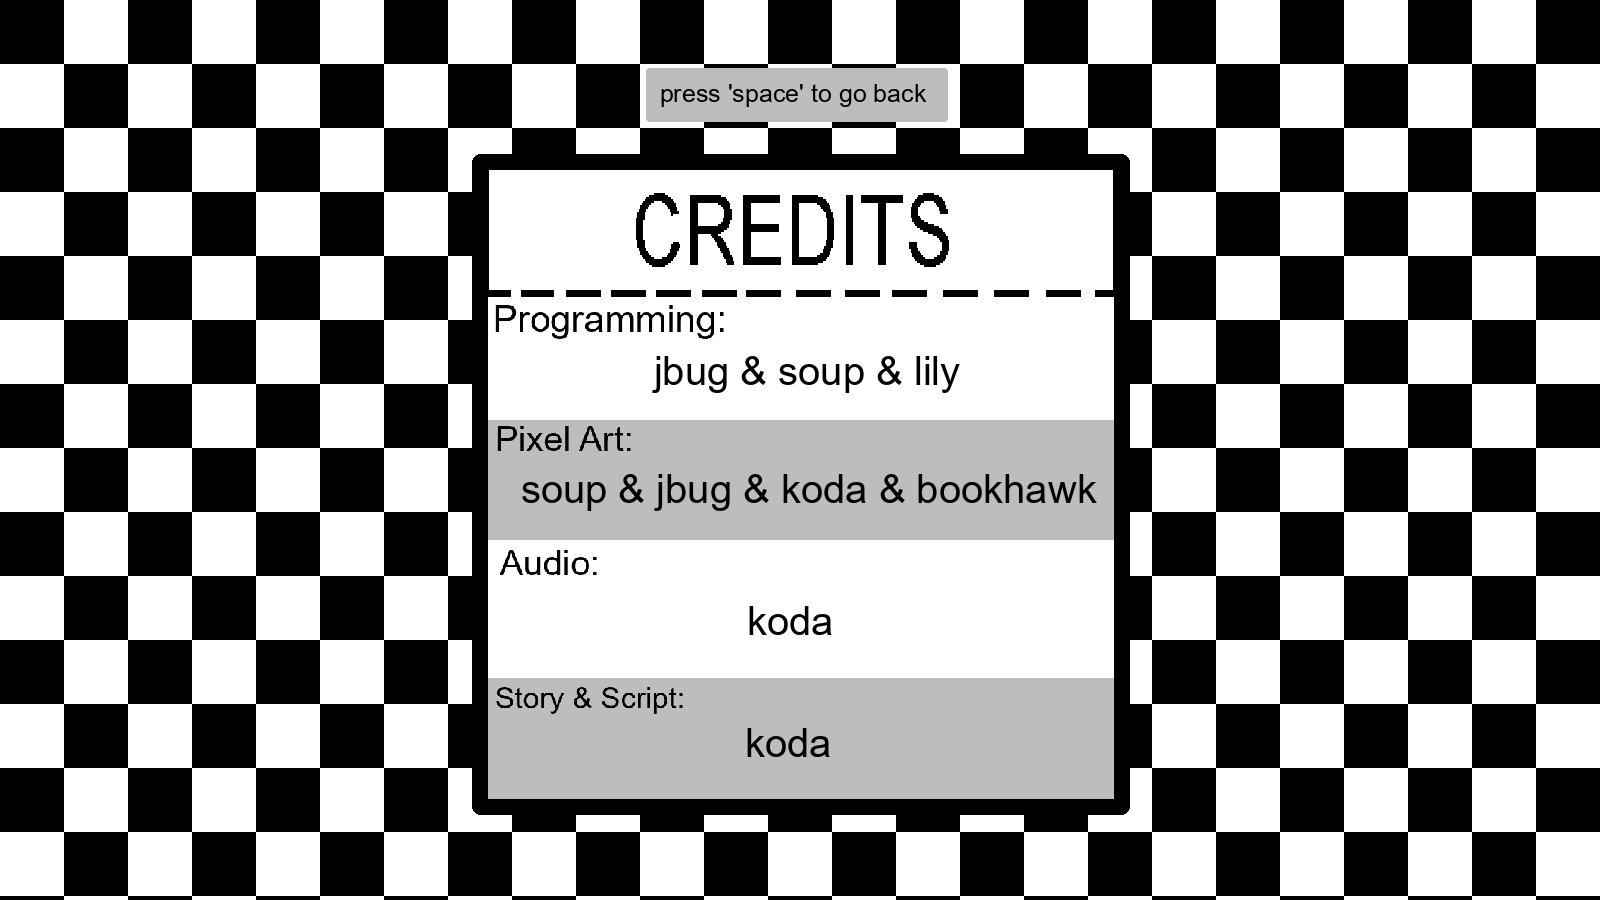 press 'space' to go back
CREDITS
Programming:
jbug & soup & lily
Pixel Art:
soup & jbug & koda & bookhawk
Audio:
koda
Story & Script:
koda